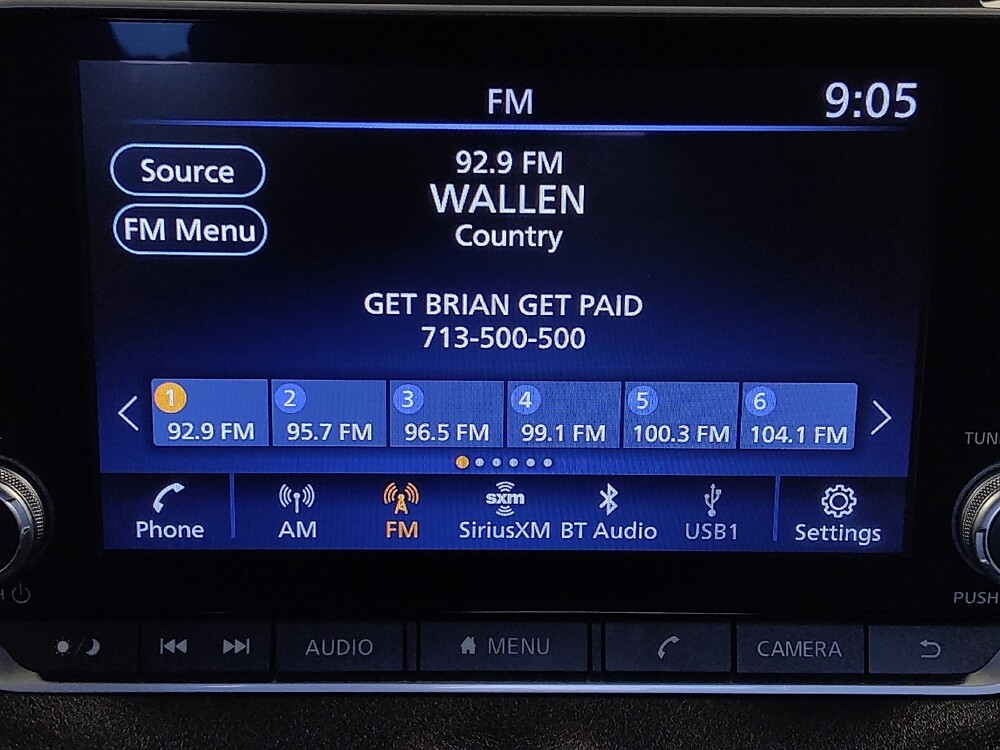 FM
9:05
Source
FM Menu
92.9 FM
WALLEN
Country
GET BRIAN GET PAID
713-500-500
1
92.9 FM
2
95.7 FM
3
96.5 FM
4
99.1 FM
5
100.3 FM
6
104.1 FM
Phone
AM
FM
sxm
SiriusXM
BT Audio
USB1
Settings
TUN
PUSH
H
AUDIO
MENU
CAMERA